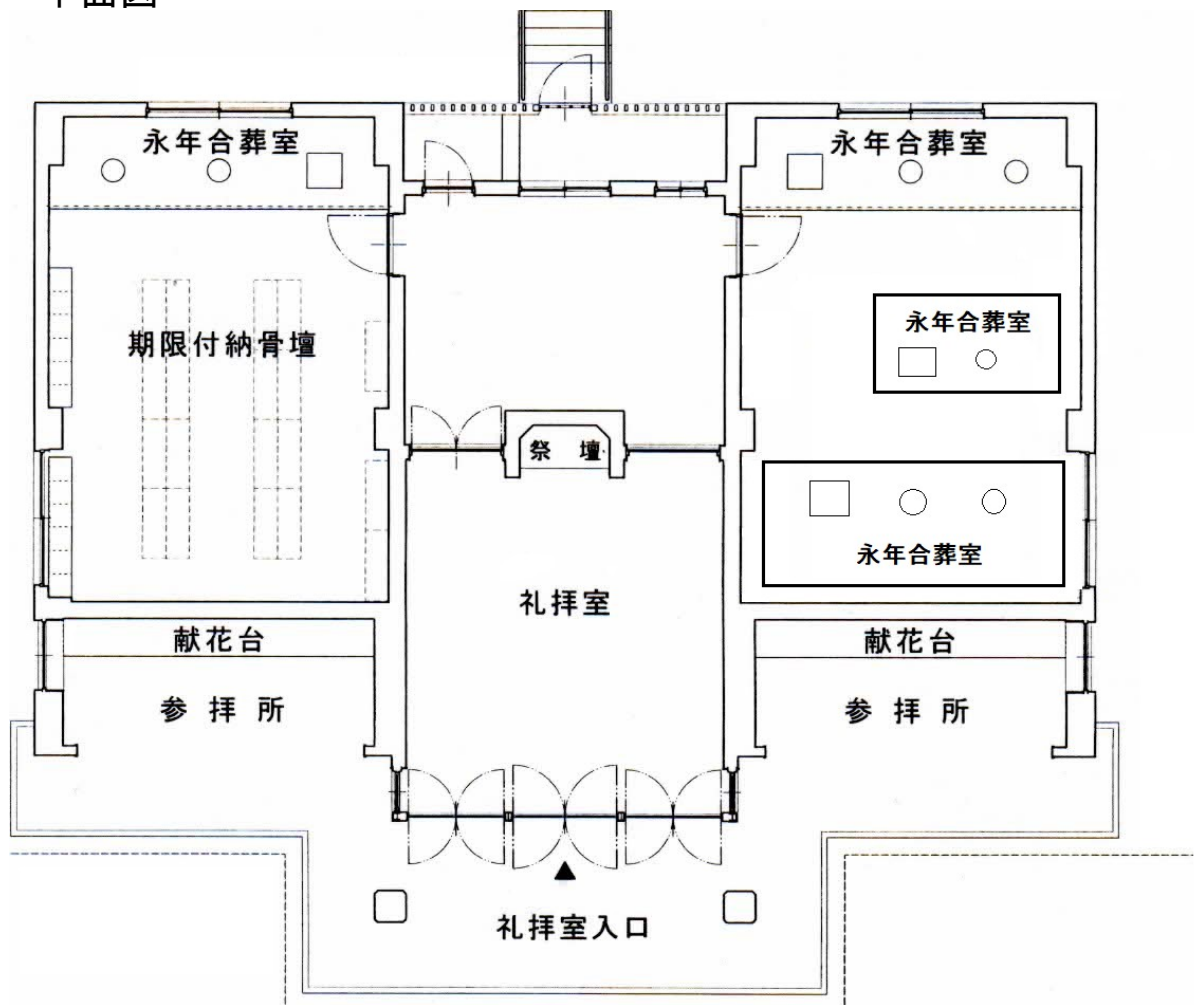 平面図
永年合葬室
永年合葬室
期限付納骨壇
永年合葬室
祭 壇
永年合葬室
礼拝室
献花台
献花台
参 拝 所
参 拝 所
礼拝室入口